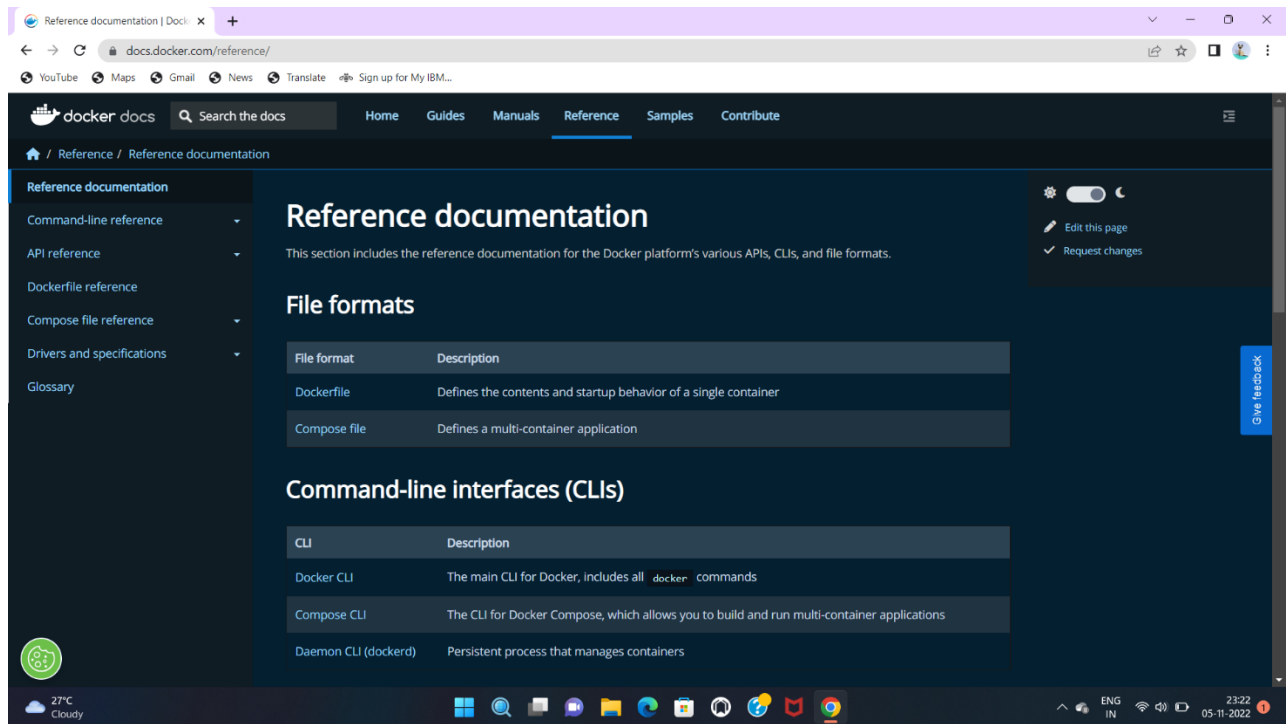 Reference documentation | Dock
docs.docker.com/reference/
YouTube Maps Gmail News Translate Sign up for My IBM...
docker docs Search the docs Home Guides Manuals Reference Samples Contribute
/ Reference / Reference documentation
Reference documentation
Command-line reference
API reference
Dockerfile reference
Compose file reference
Drivers and specifications
Glossary
Reference documentation
This section includes the reference documentation for the Docker platform's various APIs, CLIs, and file formats.
File formats
File format Description
Dockerfile Defines the contents and startup behavior of a single container
Compose file Defines a multi-container application
Command-line interfaces (CLIs)
CLI Description
Docker CLI The main CLI for Docker, includes all docker commands
Compose CLI The CLI for Docker Compose, which allows you to build and run multi-container applications
Daemon CLI (dockerd) Persistent process that manages containers
Edit this page
Request changes
Give feedback
27°C
Cloudy
ENG
IN
23:22
05-11-2022
1